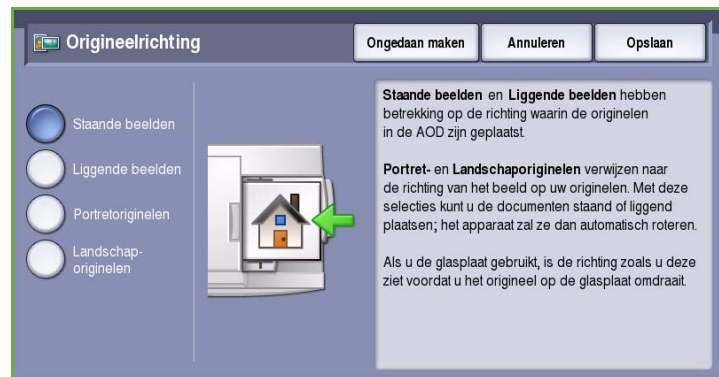 Origineelrichting
Ongedaan maken
Annuleren
Opslaan
Staande beelden
Liggende beelden
Portretoriginelen
Landschap-
originelen
Staande beelden en Liggende beelden hebben
betrekking op de richting waarin de originelen
in de AOD zijn geplaatst.
Portret- en Landschaporiginelen verwijzen naar
de richting van het beeld op uw originelen. Met deze
selecties kunt u de documenten staand of liggend
plaatsen; het apparaat zal ze dan automatisch roteren.
Als u de glasplaat gebruikt, is de richting zoals u deze
ziet voordat u het origineel op de glasplaat omdraait.